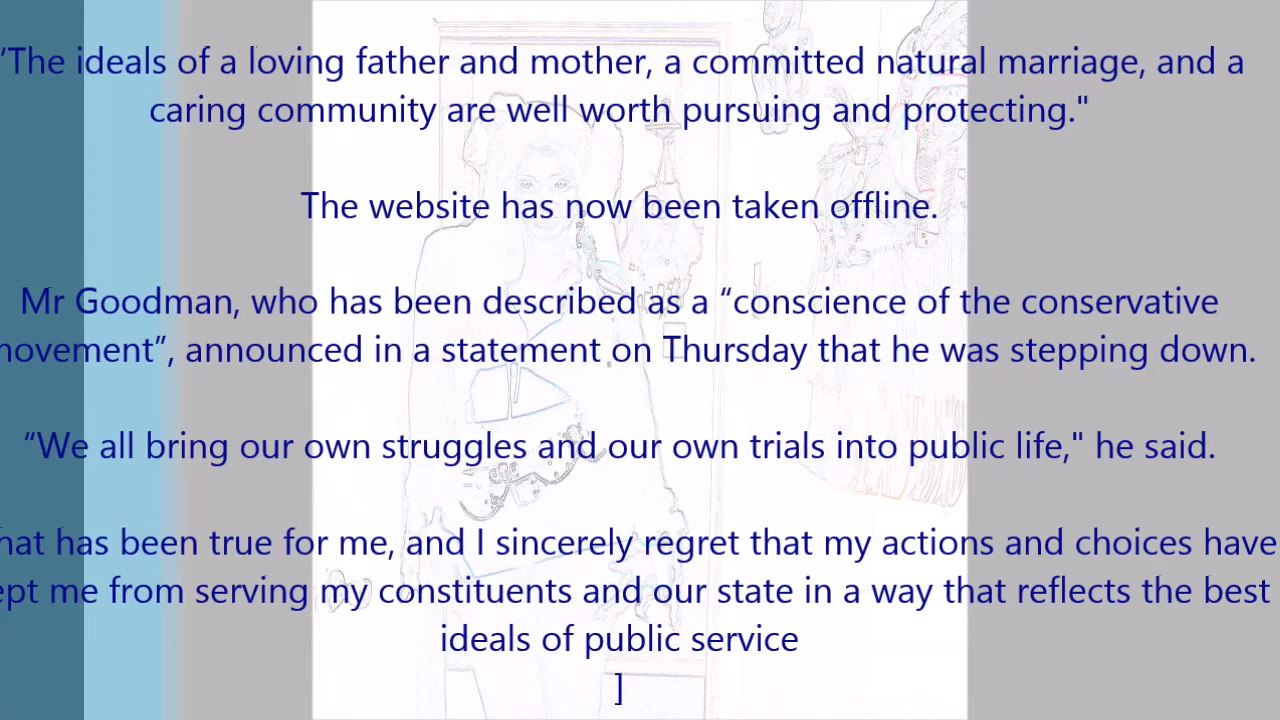 “The ideals of a loving father and mother, a committed natural marriage, and a
caring community are well worth pursuing and protecting."
The website has now been taken offline.
Mr Goodman, who has been described as a “conscience of the conservative
movement”, announced in a statement on Thursday that he was stepping down.
“We all bring our own struggles and our own trials into public life," he said.
hat has been true for me, and I sincerely regret that my actions and choices have
ept me from serving my constituents and our state in a way that reflects the best
ideals of public service
]